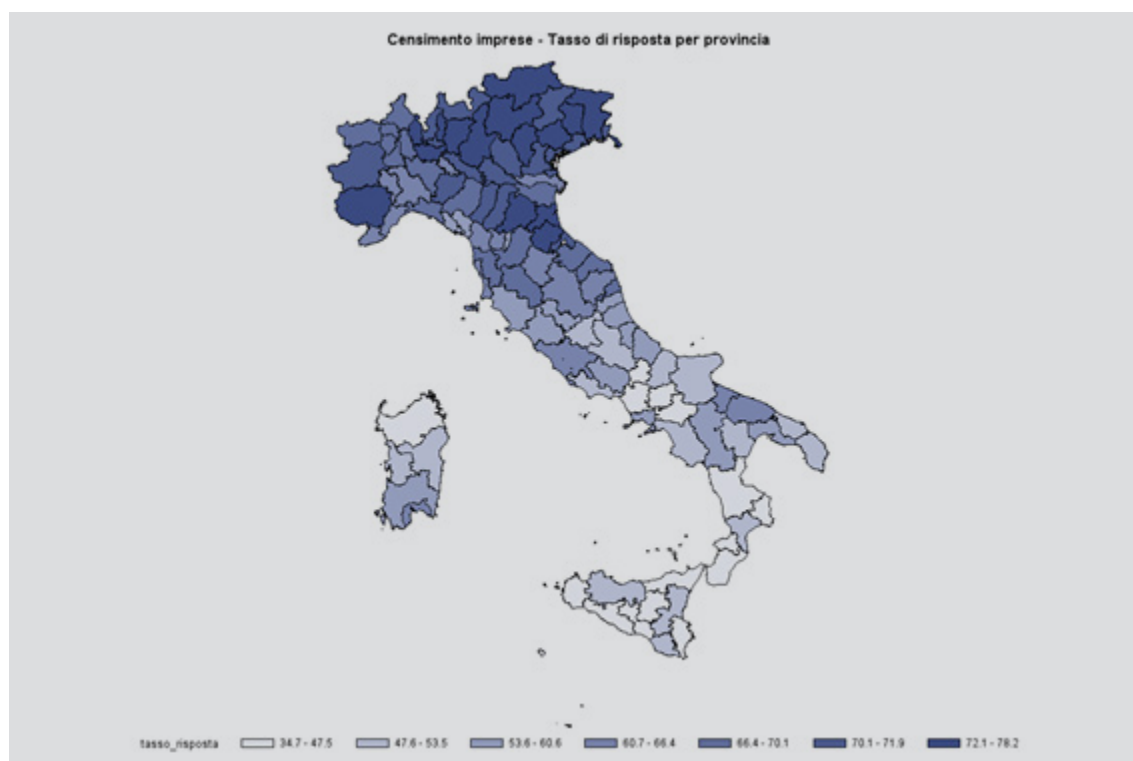 Censimento imprese - Tasso di risposta per provincia
tasso_risposta 34.7 - 47.5 47.6 - 53.5 53.6 - 60.6 60.7 - 66.4 66.4 - 70.1 70.1 - 71.9 72.1 - 78.2